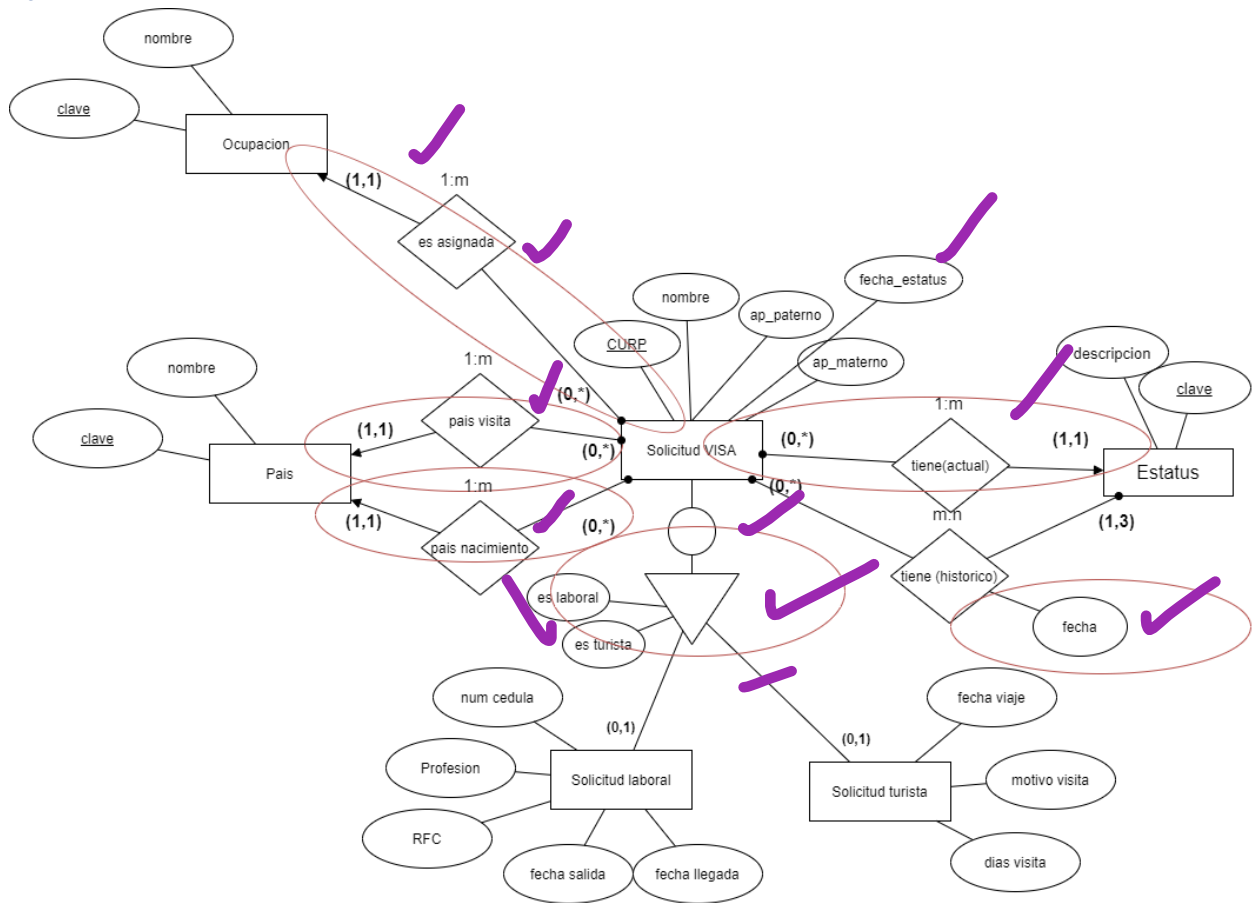 nombre
clave
Ocupacion
(1,1)
1:m
es asignada
fecha_estatus
nombre
ap_paterno
CURP
ap_materno
descripcion
clave
nombre
1:m
(0,*)
1:m
pais visita
(1,1)
(0,*)
Solicitud VISA
(0,*)
(1,1)
clave
País
tiene(actual)
Estatus
1:m
(0,*)
m:n
(1,1)
(0,*)
(1,3)
pais nacimiento
tiene (historico)
es laboral
es turista
fecha
num cedula
fecha viaje
(0,1)
(0,1)
Profesion
Solicitud laboral
Solicitud turista
motivo visita
RFC
fecha salida
fecha llegada
dias visita